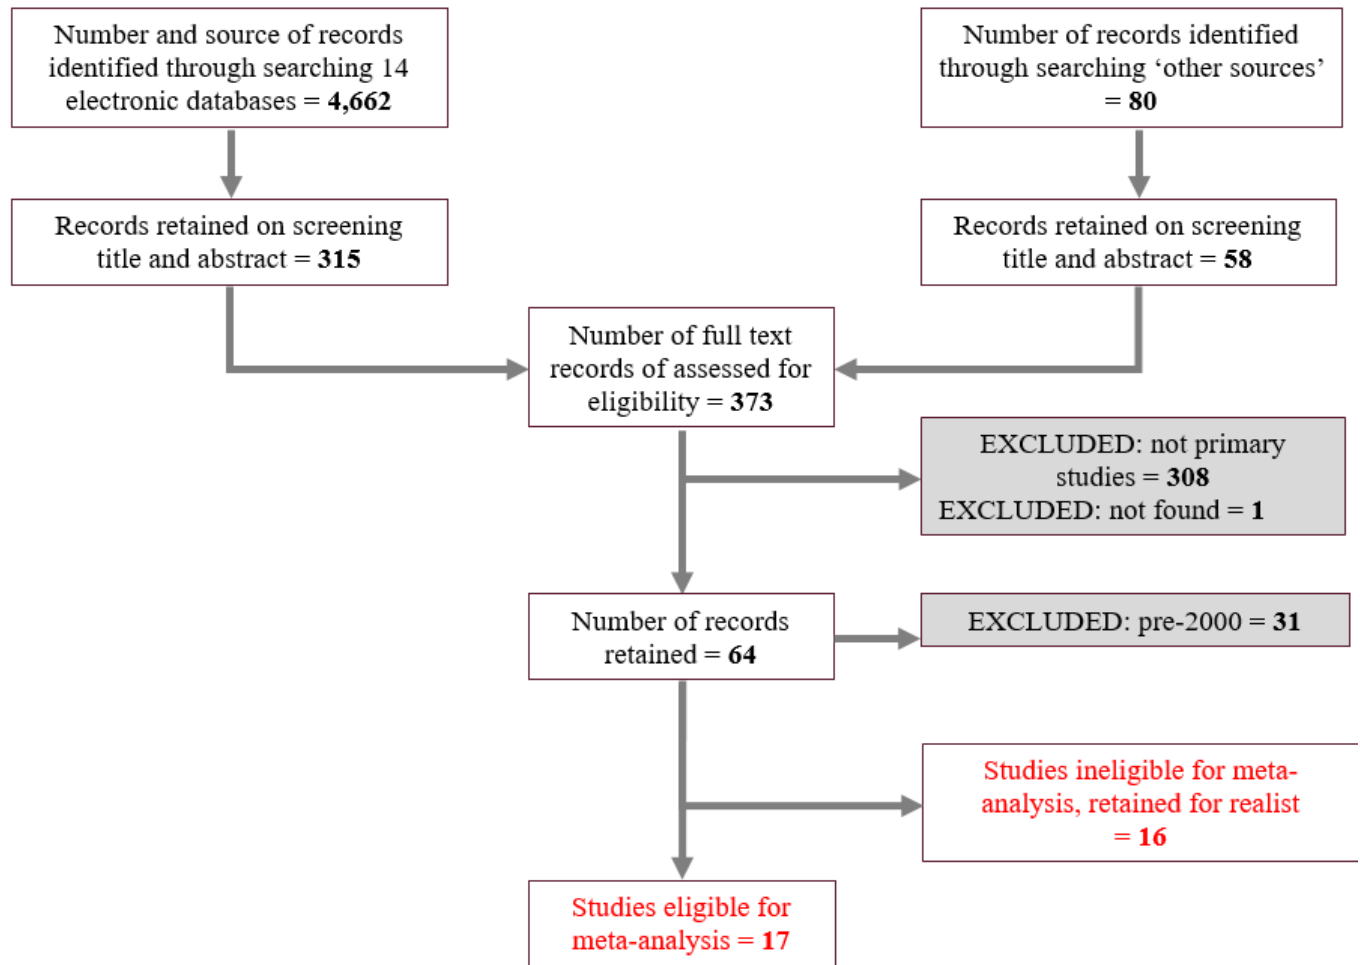 Number and source of records
identified through searching 14
electronic databases = 4,662
Number of records identified
through searching ‘other sources’
= 80
Records retained on screening
title and abstract = 315
Records retained on screening
title and abstract = 58
Number of full text
records of assessed for
eligibility = 373
EXCLUDED: not primary
studies = 308
EXCLUDED: not found = 1
Number of records
retained = 64
EXCLUDED: pre-2000 = 31
Studies ineligible for meta-
analysis, retained for realist
= 16
Studies eligible for
meta-analysis = 17